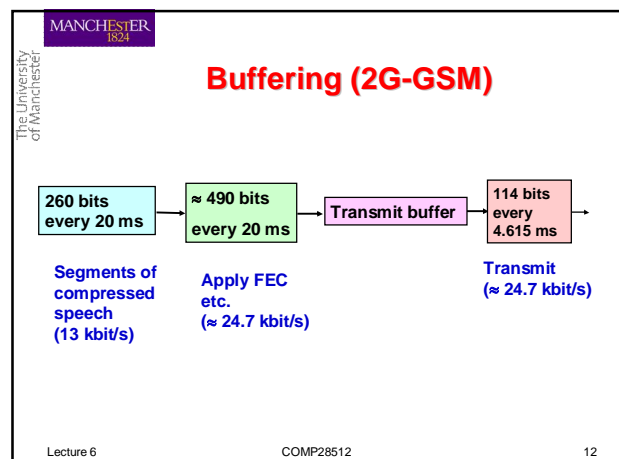 MANCHESTER
1824
The University
of Manchester
Buffering (2G-GSM)
260 bits
every 20 ms
≈ 490 bits
every 20 ms
Transmit buffer
114 bits
every
4.615 ms
Segments of
compressed
speech
(13 kbit/s)
Apply FEC
etc.
(≈ 24.7 kbit/s)
Transmit
(≈ 24.7 kbit/s)
Lecture 6
COMP28512
12